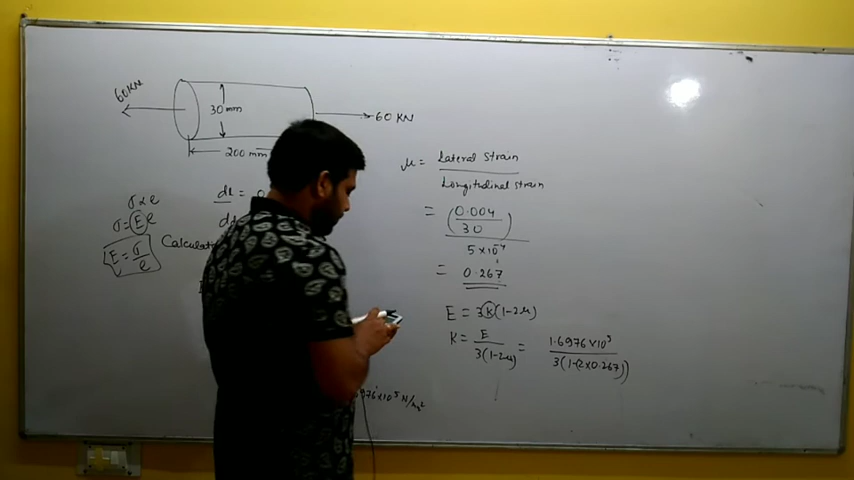 60KN
30mm
60 KN
200 mm
σ ∝ e
σ = E e
E = σ / e
dl = 0
Calculat
μ = Lateral strain / Longitudinal strain
= (0.004 / 30) / 5×10⁻⁴
= 0.267
E = 3K(1-2μ)
K = E / 3(1-2μ) = 1.6976×10⁵ / 3(1-(2×0.267))
976×10⁵ N/m²